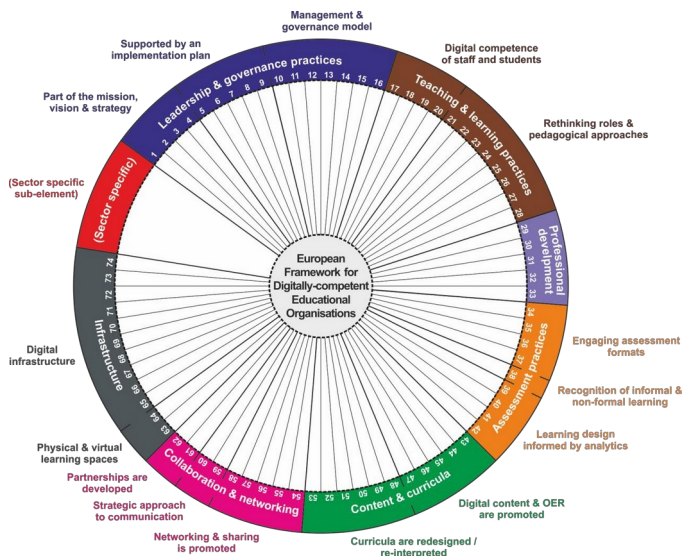 Management &
governance model
Supported by an
implementation plan
Part of the mission,
vision & strategy
(Sector specific
sub-element)
Digital
infrastructure
Physical & virtual
learning spaces
Partnerships are
developed
Strategic approach
to communication
Networking & sharing
is promoted
Curricula are redesigned /
re-interpreted
Digital content & OER
are promoted
Learning design
informed by analytics
Recognition of informal &
non-formal learning
Engaging assessment
formats
Rethinking roles &
pedagogical approaches
Digital competence
of staff and students
Leadership & governance practices
Teaching & learning practices
Professional
develpment
Assessment practices
Content & curricula
Collaboration & networking
Infrastructure
(Sector specific)
1 2 3 4 5 6 7 8 9 10 11 12 13 14 15 16
17 18 19 20 21 22 23 24 25 26 27 28
29 30 31 32 33
34 35 36 37 38 39 40 41 42
43 44 45 46 47 48 49 50 51 52 53
54 55 56 57 58 59 60 61 62
63 64 65 66 67 68 69 70 71 72 73 74
European
Framework for
Digitally-competent
Educational
Organisations